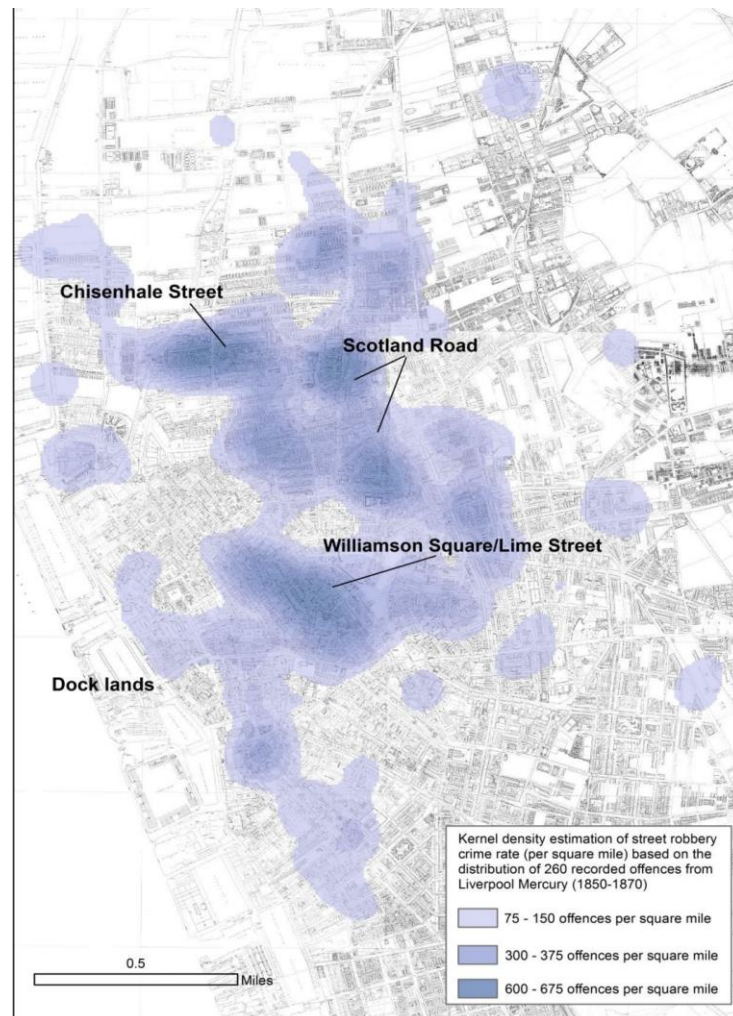 Chisenhale Street
Scotland Road
Williamson Square/Lime Street
Dock lands
Kernel density estimation of street robbery
crime rate (per square mile) based on the
distribution of 260 recorded offences from
Liverpool Mercury (1850-1870)
75 - 150 offences per square mile
300 - 375 offences per square mile
600 - 675 offences per square mile
0.5
Miles